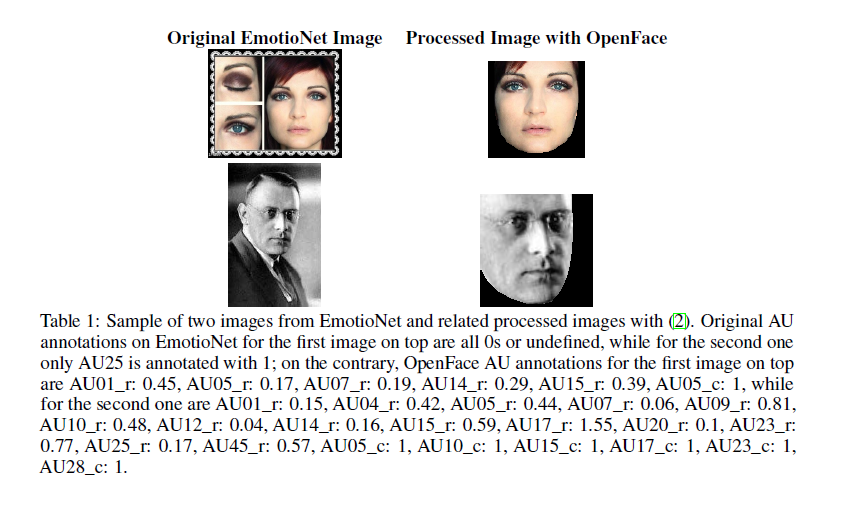 Original EmotioNet Image Processed Image with OpenFace
Table 1: Sample of two images from EmotioNet and related processed images with (2). Original AU
annotations on EmotioNet for the first image on top are all 0s or undefined, while for the second one
only AU25 is annotated with 1; on the contrary, OpenFace AU annotations for the first image on top
are AU01_r: 0.45, AU05_r: 0.17, AU07_r: 0.19, AU14_r: 0.29, AU15_r: 0.39, AU05_c: 1, while
for the second one are AU01_r: 0.15, AU04_r: 0.42, AU05_r: 0.44, AU07_r: 0.06, AU09_r: 0.81,
AU10_r: 0.48, AU12_r: 0.04, AU14_r: 0.16, AU15_r: 0.59, AU17_r: 1.55, AU20_r: 0.1, AU23_r:
0.77, AU25_r: 0.17, AU45_r: 0.57, AU05_c: 1, AU10_c: 1, AU15_c: 1, AU17_c: 1, AU23_c: 1,
AU28_c: 1.